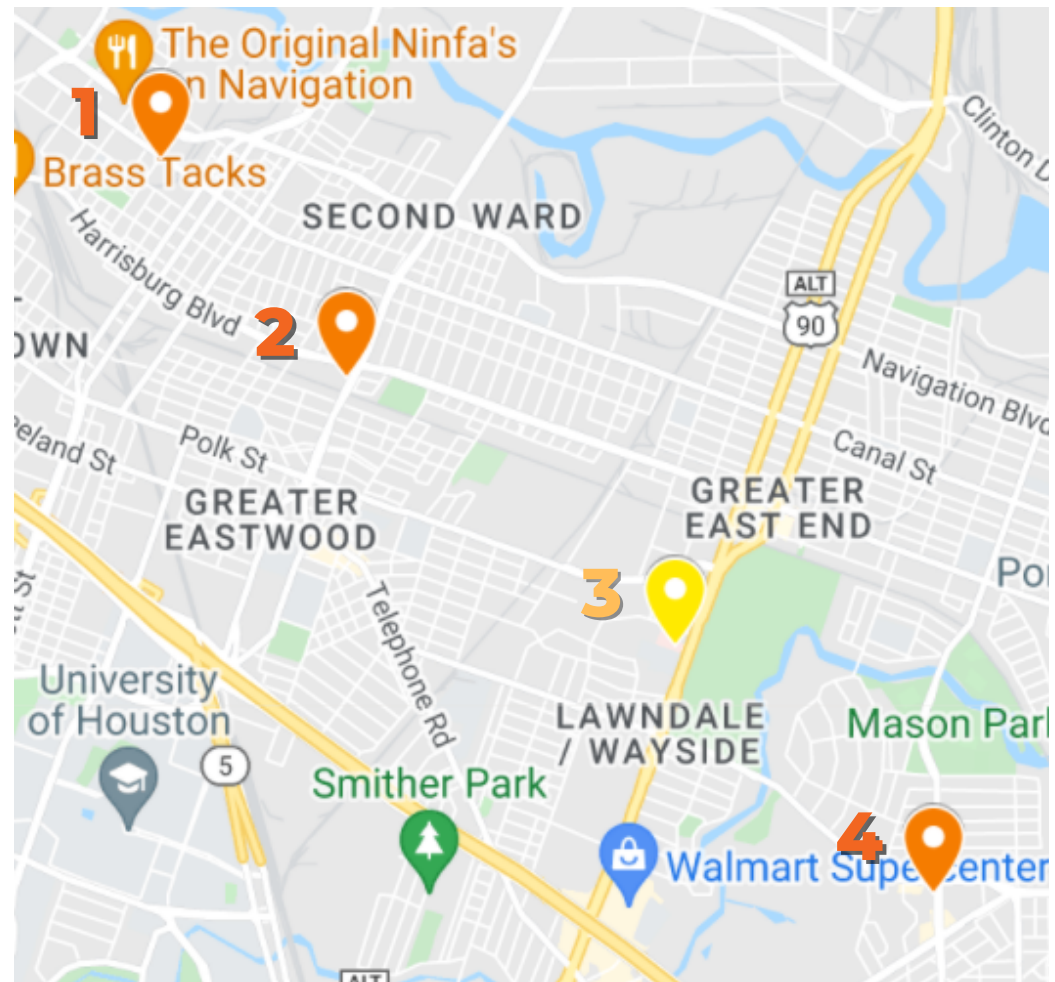 The Original Ninfa's
n Navigation
1
Brass Tacks
SECOND WARD
Clinton D
Harrisburg Blvd
ALT
90
2
OWN
Navigation Blvd
eland St
Polk St
Canal St
GREATER
EASTWOOD
GREATER
EAST END
3
Por
St
Telephone Rd
University
of Houston
LAWNDALE
/ WAYSIDE
Mason Park
5
Smither Park
4
Walmart Supercenter
ALT